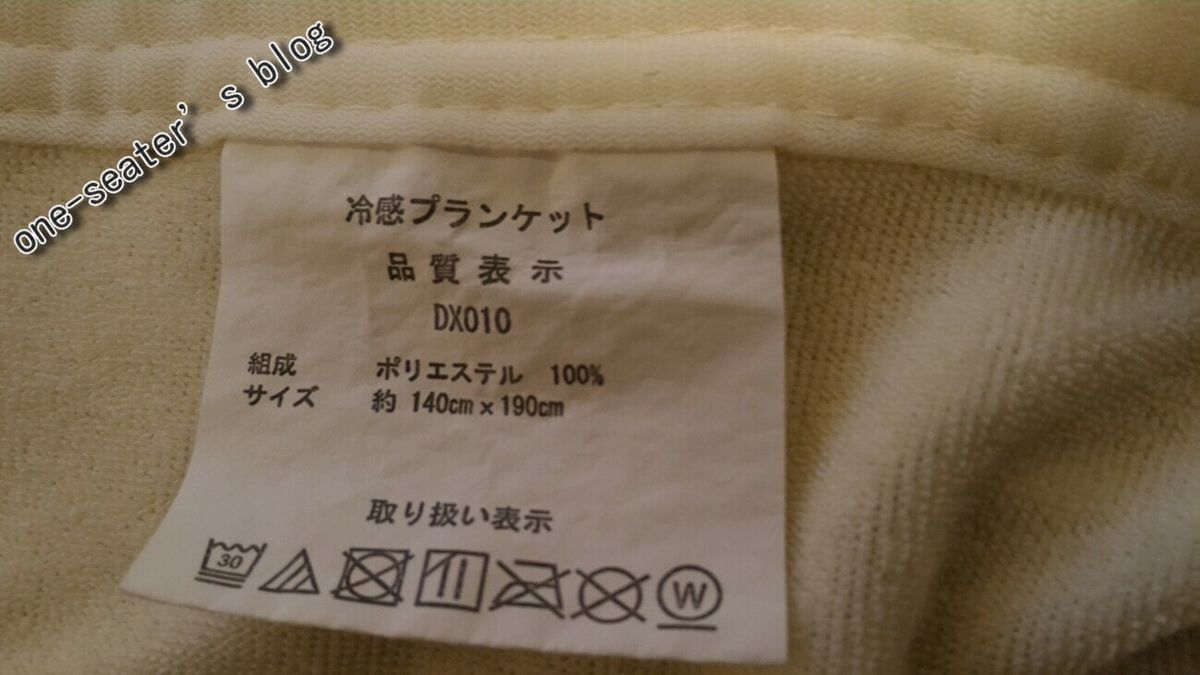 one-seater's blog
冷感ブランケット
品質表示
DX010
組成 ポリエステル 100%
サイズ 約 140cm×190cm
取り扱い表示
30
W